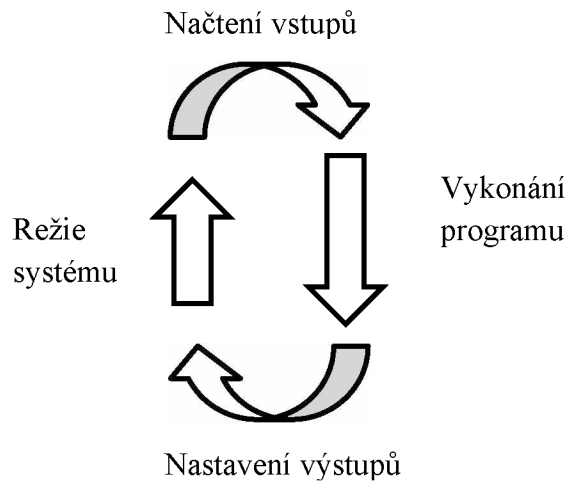 Načtení vstupů
Vykonání
programu
Režie
systému
Nastavení výstupů